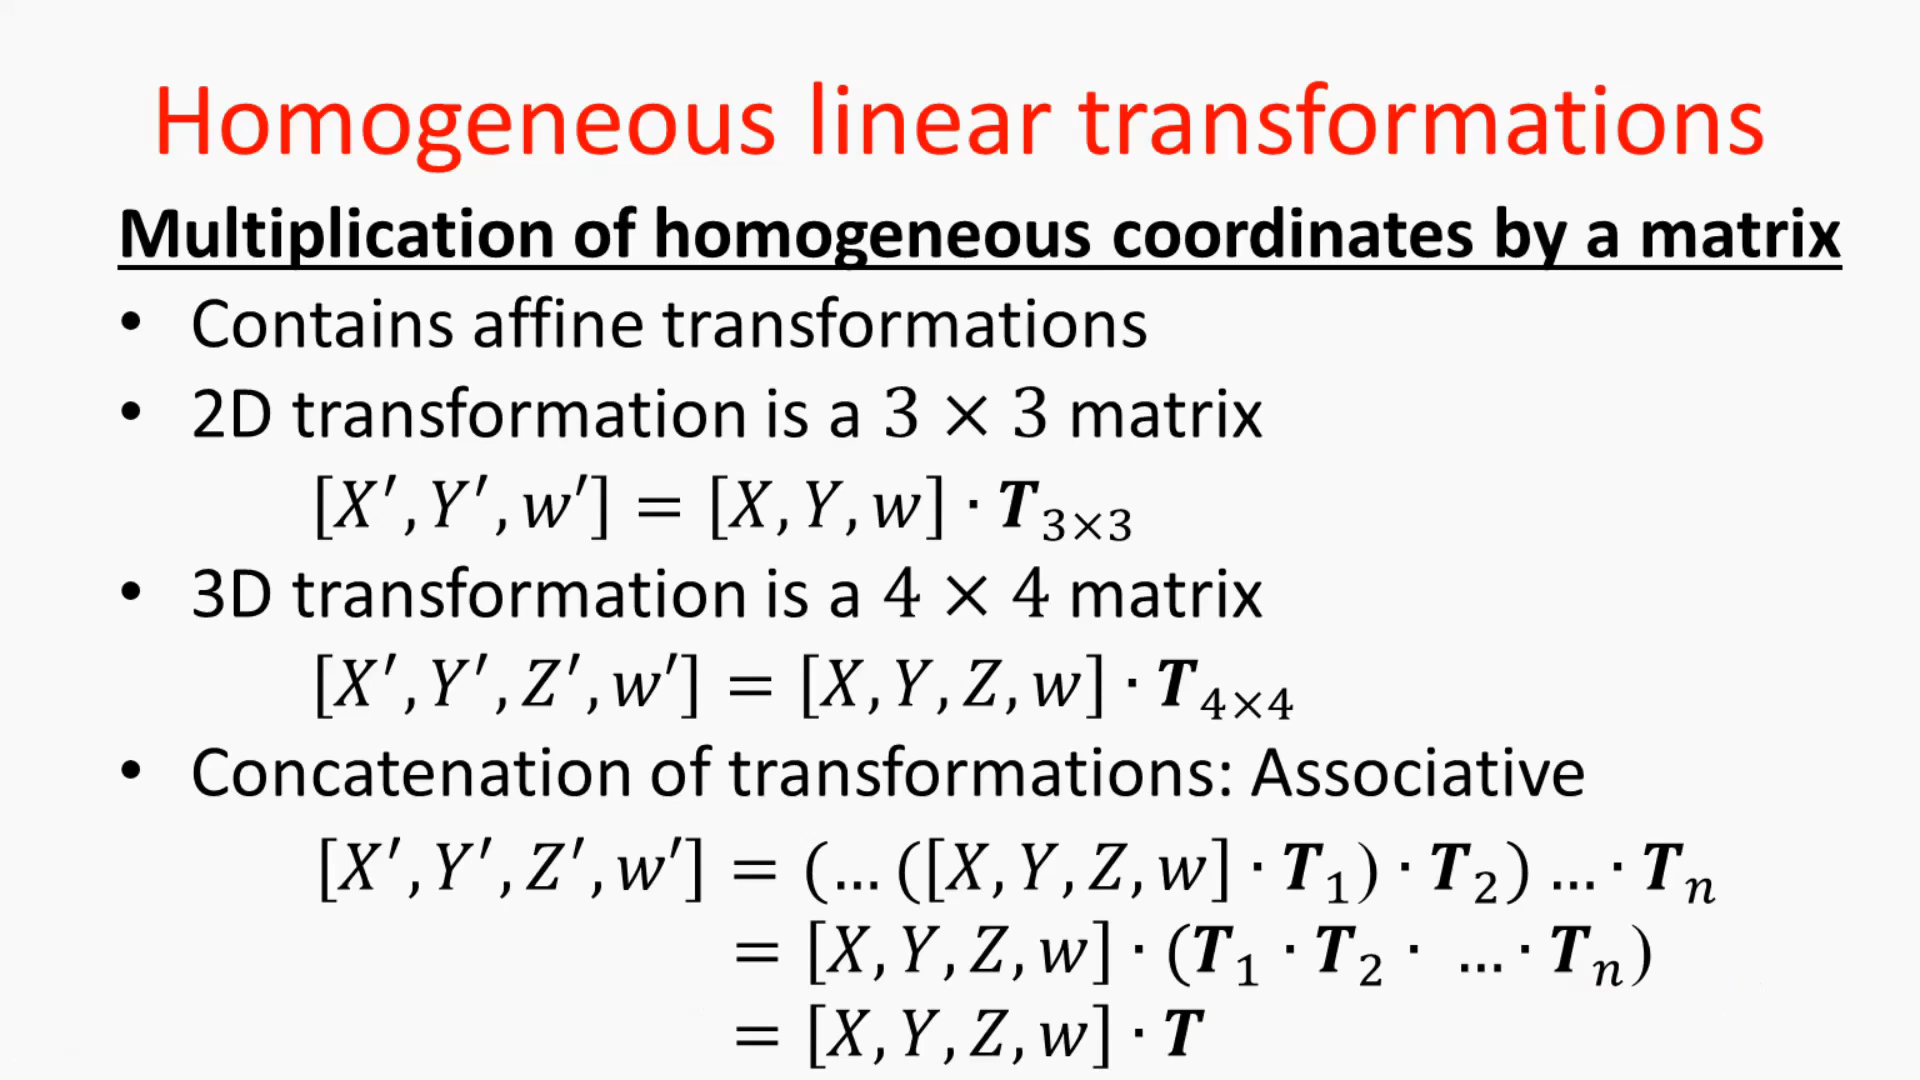 Homogeneous linear transformations
Multiplication of homogeneous coordinates by a matrix
• Contains affine transformations
• 2D transformation is a 3 × 3 matrix
[X′, Y′, w′] = [X, Y, w] · T₃ₓ₃
• 3D transformation is a 4 × 4 matrix
[X′, Y′, Z′, w′] = [X, Y, Z, w] · T₄ₓ₄
• Concatenation of transformations: Associative
[X′, Y′, Z′, w′] = (… ([X, Y, Z, w] · T₁) · T₂) … · Tₙ
= [X, Y, Z, w] · (T₁ · T₂ · … · Tₙ)
= [X, Y, Z, w] · T